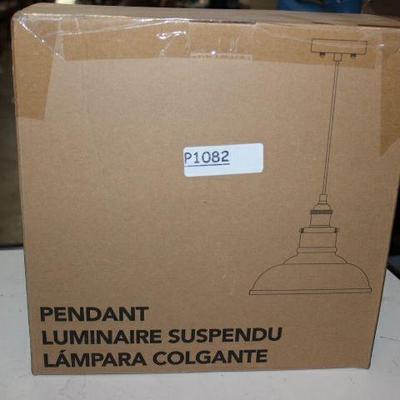 P1082
PENDANT
LUMINAIRE SUSPENDU
LÁMPARA COLGANTE